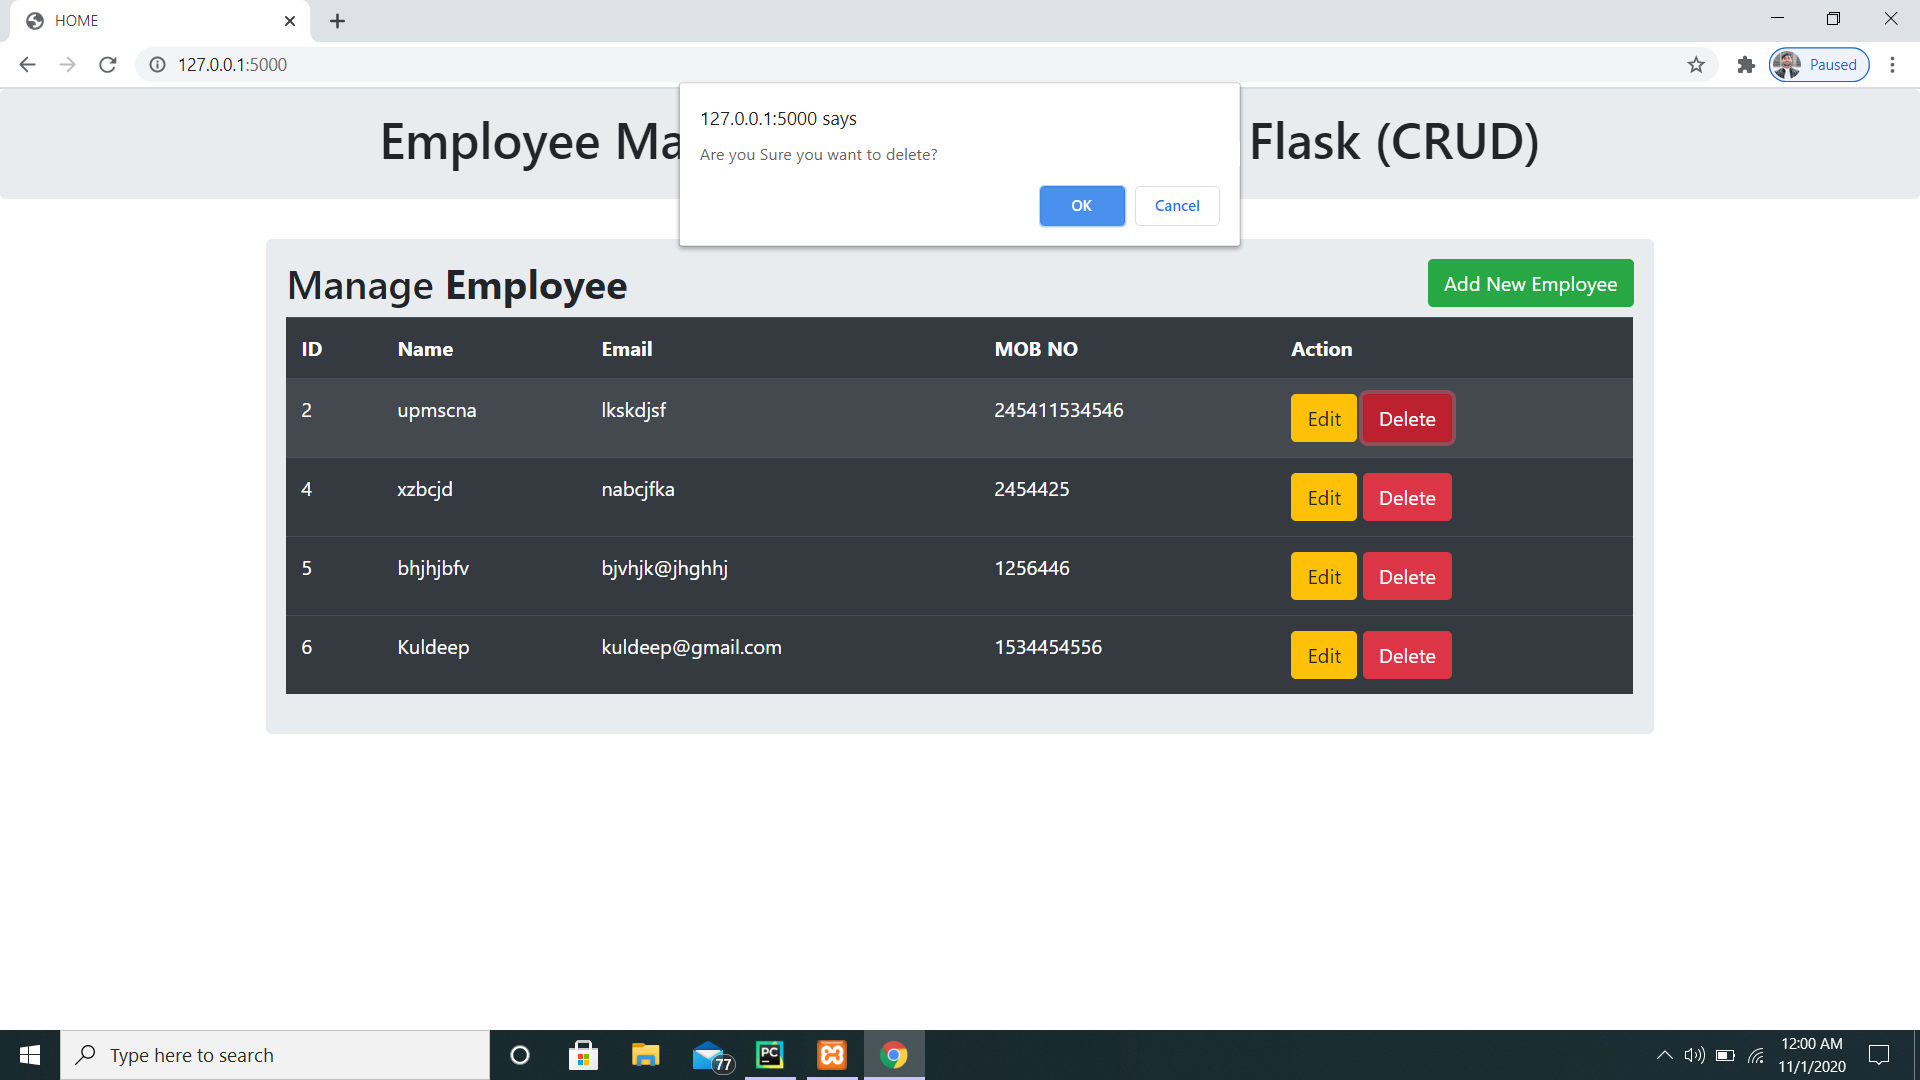 HOME
127.0.0.1:5000
Paused
127.0.0.1:5000 says
Are you Sure you want to delete?
OK Cancel
Employee Ma Flask (CRUD)
Manage Employee
Add New Employee
ID Name Email MOB NO Action
2 upmscna lkskdjsf 245411534546 Edit Delete
4 xzbcjd nabcjfka 2454425 Edit Delete
5 bhjhjbfv bjvhjk@jhghhj 1256446 Edit Delete
6 Kuldeep kuldeep@gmail.com 1534454556 Edit Delete
Type here to search
77
PC
12:00 AM
11/1/2020